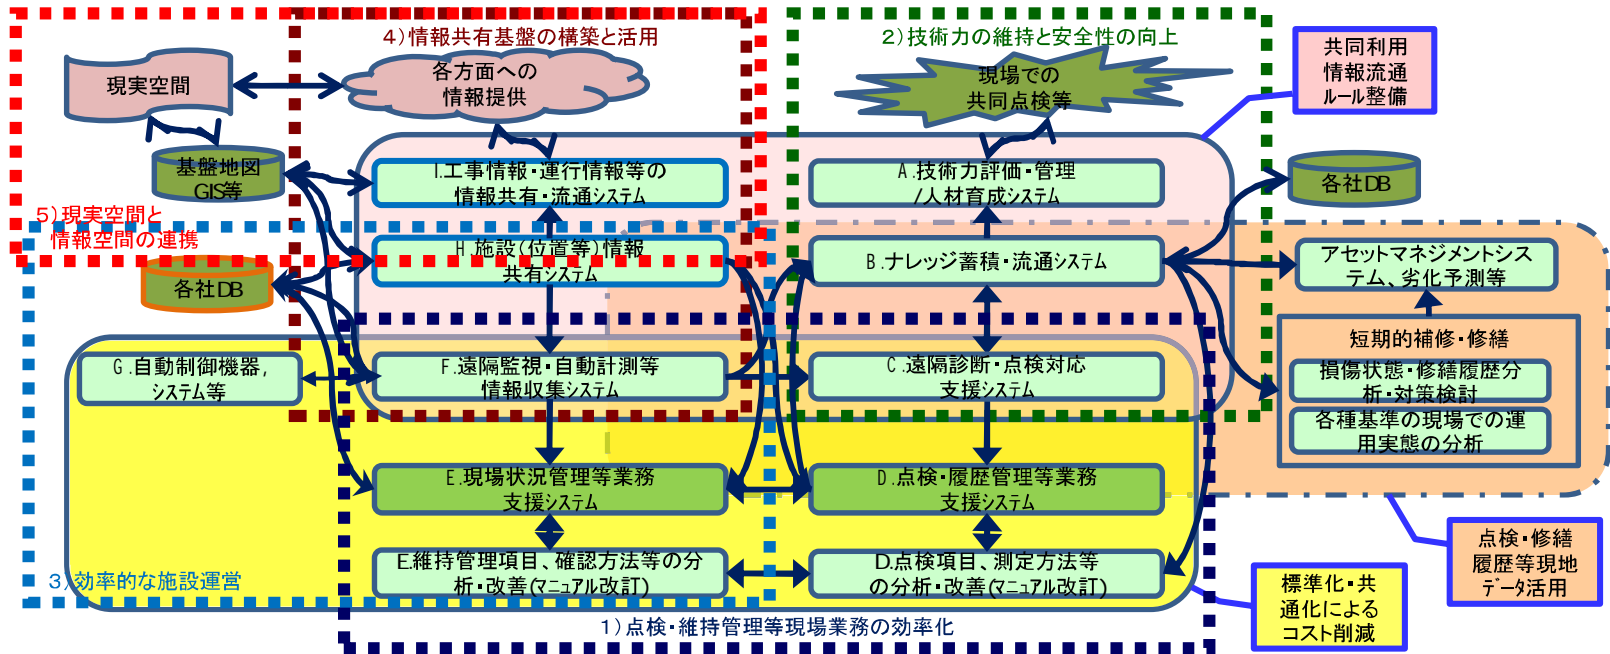 4)情報共有基盤の構築と活用
2)技術力の維持と安全性の向上
現実空間
各方面への
情報提供
現場での
共同点検等
共同利用
情報流通
ルール整備
基盤地図
GIS等
I.工事情報・運行情報等の
情報共有・流通システム
A.技術力評価・管理
/人材育成システム
各社DB
5)現実空間と
情報空間の連携
H.施設(位置等)情報
共有システム
B.ナレッジ蓄積・流通システム
アセットマネジメントシス
テム、劣化予測等
各社DB
短期的補修・修繕
G.自動制御機器,
システム等
F.遠隔監視・自動計測等
情報収集システム
C.遠隔診断・点検対応
支援システム
損傷状態・修繕履歴分
析・対策検討
各種基準の現場での運
用実態の分析
E.現場状況管理等業務
支援システム
D.点検・履歴管理等業務
支援システム
E.維持管理項目、確認方法等の分
析・改善(マニュアル改訂)
D.点検項目、測定方法等
の分析・改善(マニュアル改訂)
点検・修繕
履歴等現地
データ活用
3)効率的な施設運営
標準化・共
通化による
コスト削減
1)点検・維持管理等現場業務の効率化